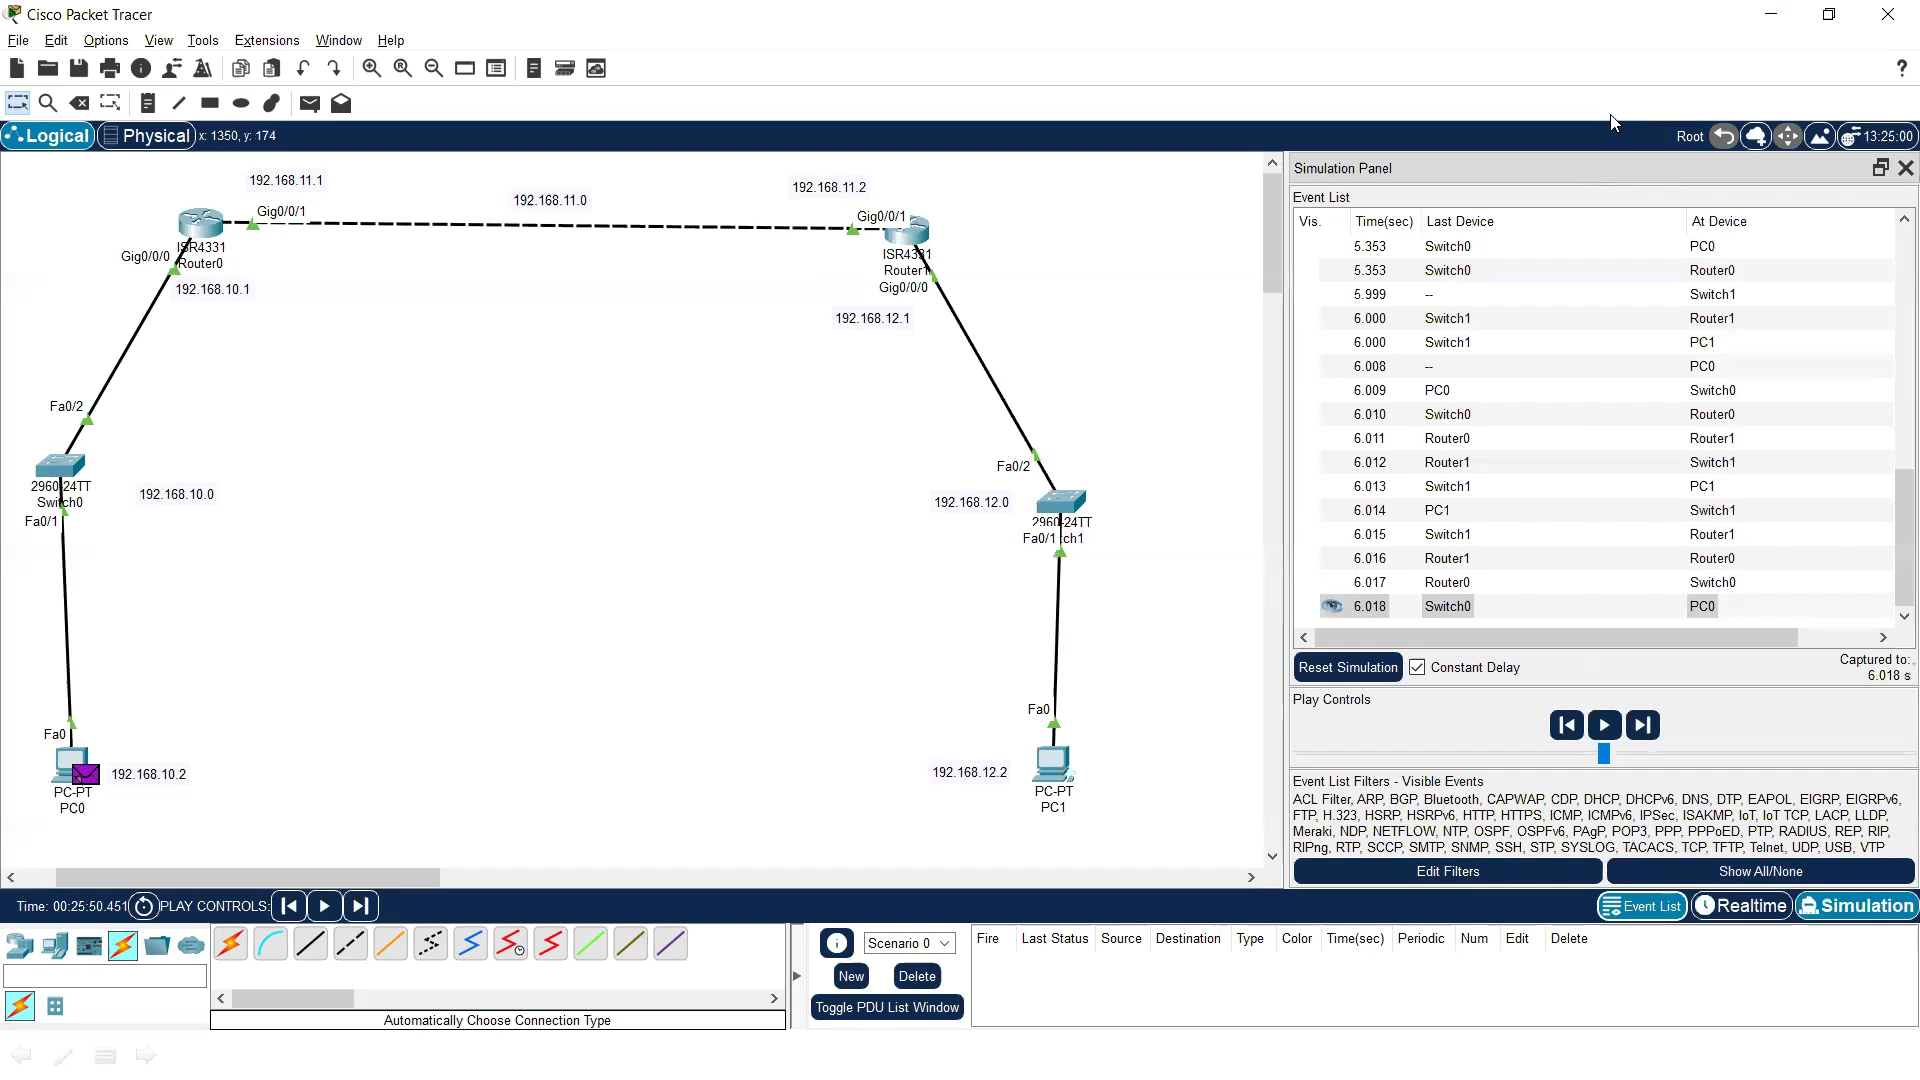 Cisco Packet Tracer
File Edit Options View Tools Extensions Window Help
?
Logical Physical x: 1350, y: 174 Root 13:25:00
192.168.11.1
192.168.11.0
192.168.11.2
Gig0/0/1
Gig0/0/1
ISR4331
Router0
Gig0/0/0
192.168.10.1
ISR4331
Router1
Gig0/0/0
192.168.12.1
Fa0/2
2960-24TT
Switch0
Fa0/1
192.168.10.0
Fa0/2
192.168.12.0
2960-24TT
Fa0/1 tch1
Fa0
192.168.10.2
PC-PT
PC0
Fa0
192.168.12.2
PC-PT
PC1
Simulation Panel
Event List
Vis. Time(sec) Last Device At Device
5.353 Switch0 PC0
5.353 Switch0 Router0
5.999 -- Switch1
6.000 Switch1 Router1
6.000 Switch1 PC1
6.008 -- PC0
6.009 PC0 Switch0
6.010 Switch0 Router0
6.011 Router0 Router1
6.012 Router1 Switch1
6.013 Switch1 PC1
6.014 PC1 Switch1
6.015 Switch1 Router1
6.016 Router1 Router0
6.017 Router0 Switch0
6.018 Switch0 PC0
Reset Simulation Constant Delay Captured to:
6.018 s
Play Controls
Event List Filters - Visible Events
ACL Filter, ARP, BGP, Bluetooth, CAPWAP, CDP, DHCP, DHCPv6, DNS, DTP, EAPOL, EIGRP, EIGRPv6,
FTP, H.323, HSRP, HSRPv6, HTTP, HTTPS, ICMP, ICMPv6, IPSec, ISAKMP, IoT, IoT TCP, LACP, LLDP,
Meraki, NDP, NETFLOW, NTP, OSPF, OSPFv6, PAgP, POP3, PPP, PPPoED, PTP, RADIUS, REP, RIP,
RIPng, RTP, SCCP, SMTP, SNMP, SSH, STP, SYSLOG, TACACS, TCP, TFTP, Telnet, UDP, USB, VTP
Edit Filters Show All/None
Time: 00:25:50.451 PLAY CONTROLS: Event List Realtime Simulation
Scenario 0
New Delete
Toggle PDU List Window
Fire Last Status Source Destination Type Color Time(sec) Periodic Num Edit Delete
Automatically Choose Connection Type